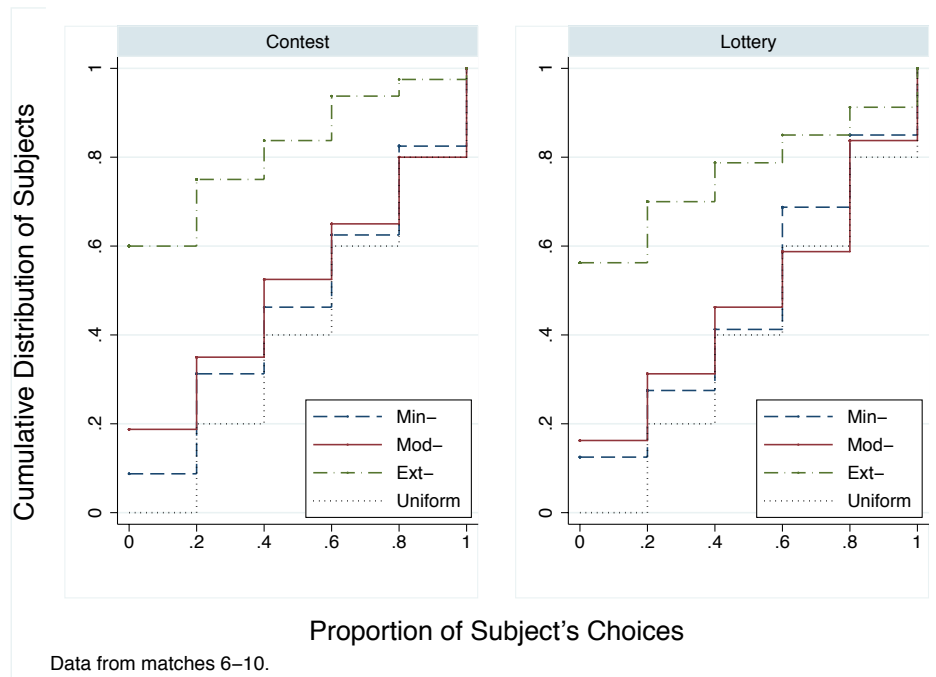 Contest
Lottery
Cumulative Distribution of Subjects
1
.8
.6
.4
.2
0
0 .2 .4 .6 .8 1
Min–
Mod–
Ext–
Uniform
1
.8
.6
.4
.2
0
0 .2 .4 .6 .8 1
Min–
Mod–
Ext–
Uniform
Proportion of Subject's Choices
Data from matches 6–10.